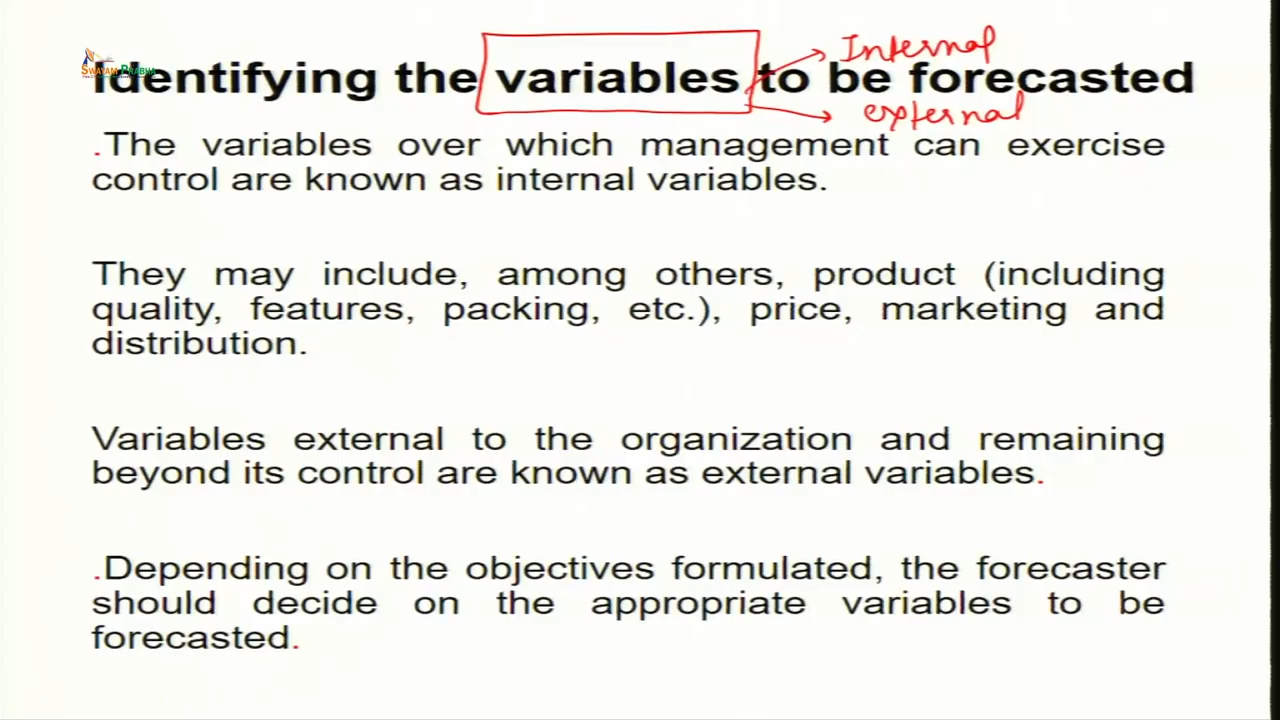 SWAYAM PRABHA
Internal
Identifying the variables to be forecasted
external
.The variables over which management can exercise
control are known as internal variables.
They may include, among others, product (including
quality, features, packing, etc.), price, marketing and
distribution.
Variables external to the organization and remaining
beyond its control are known as external variables.
.Depending on the objectives formulated, the forecaster
should decide on the appropriate variables to be
forecasted.